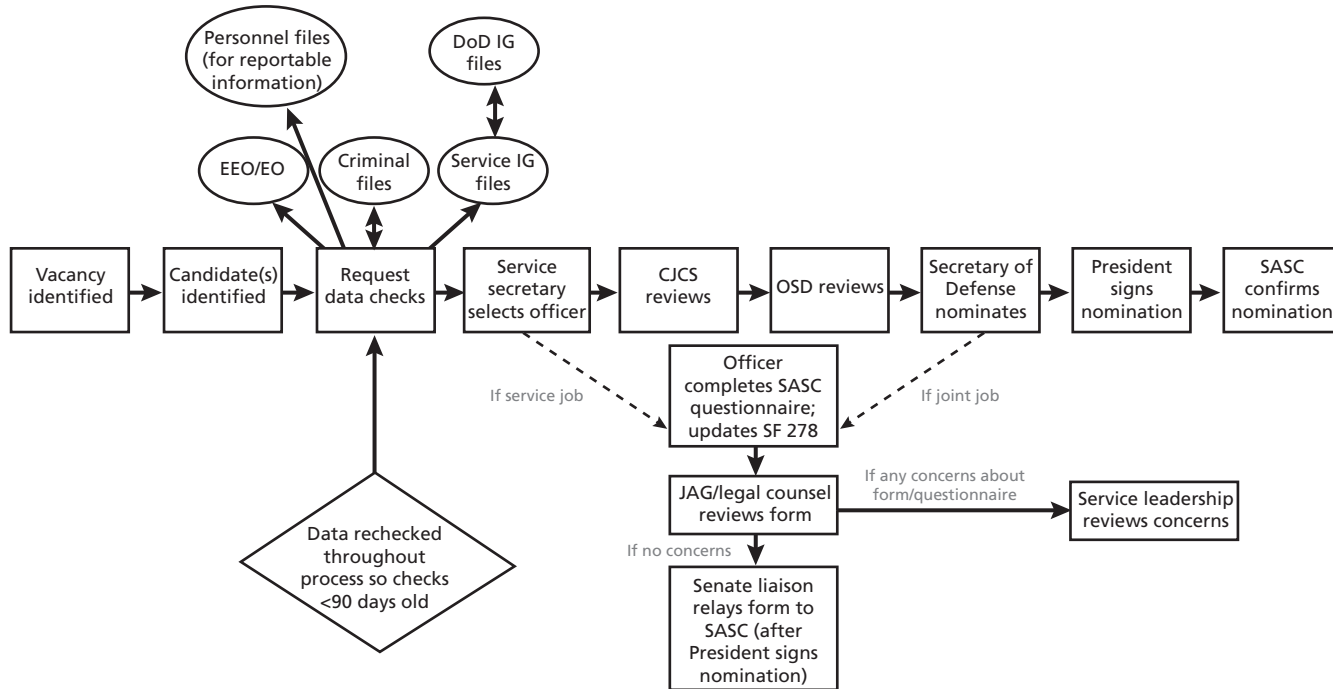 Personnel files
(for reportable
information)
DoD IG
files
EEO/EO
Criminal
files
Service IG
files
Vacancy
identified
Candidate(s)
identified
Request
data checks
Service
secretary
selects officer
CJCS
reviews
OSD reviews
Secretary of
Defense
nominates
President
signs
nomination
SASC
confirms
nomination
If service job
Officer
completes SASC
questionnaire;
updates SF 278
If joint job
JAG/legal counsel
reviews form
If any concerns about
form/questionnaire
Service leadership
reviews concerns
If no concerns
Senate liaison
relays form to
SASC (after
President signs
nomination)
Data rechecked
throughout
process so checks
<90 days old